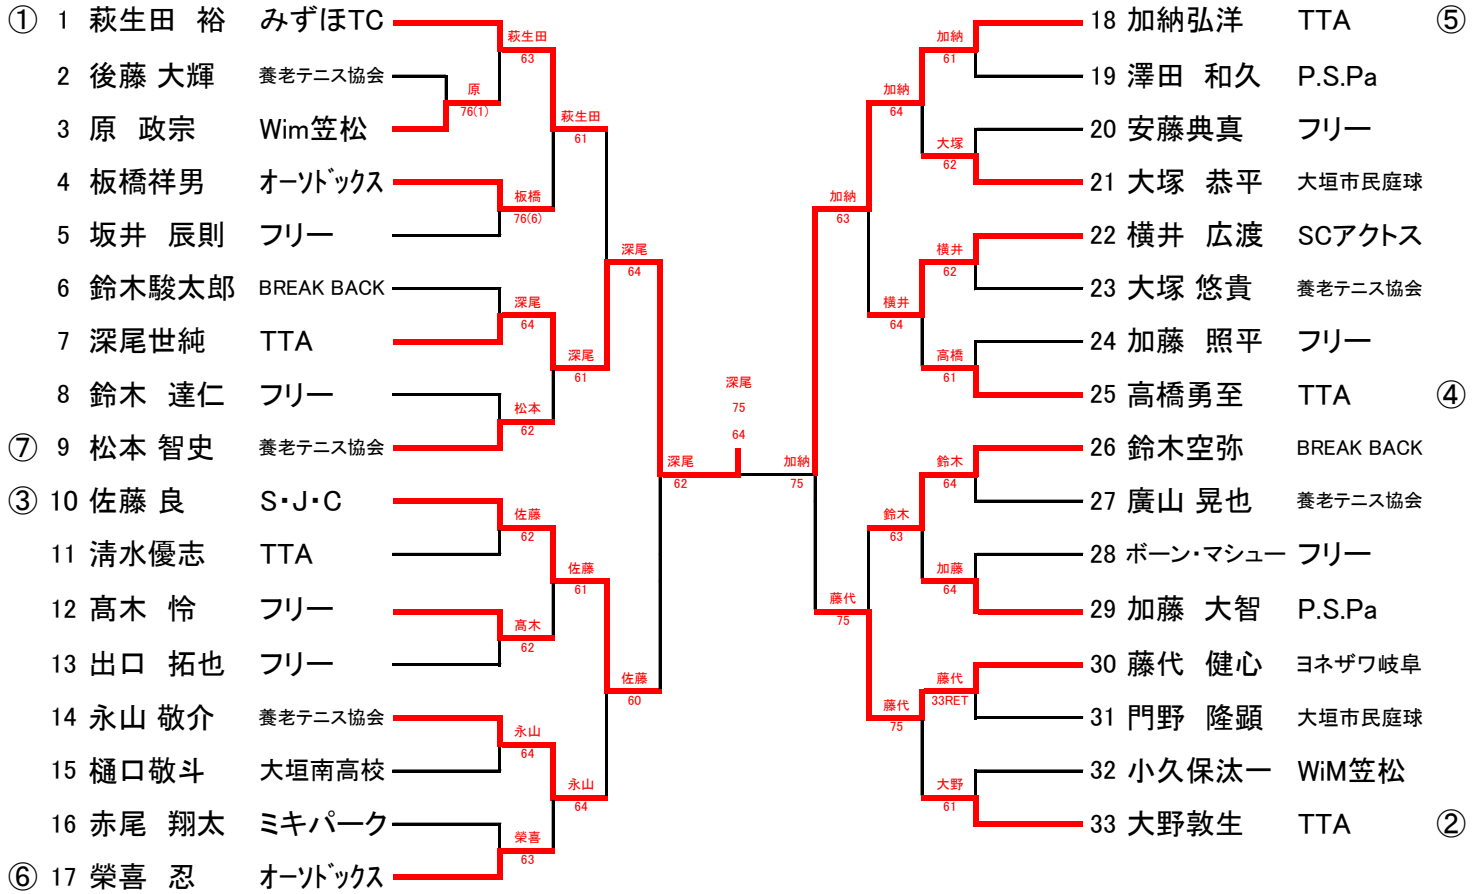 ① 1 萩生田 裕 みずほTC
2 後藤 大輝 養老テニス協会
3 原 政宗 Wim笠松
4 板橋祥男 オーソドックス
5 坂井 辰則 フリー
6 鈴木駿太郎 BREAK BACK
7 深尾世純 TTA
8 鈴木 達仁 フリー
⑦ 9 松本 智史 養老テニス協会
③ 10 佐藤 良 S・J・C
11 清水優志 TTA
12 髙木 怜 フリー
13 出口 拓也 フリー
14 永山 敬介 養老テニス協会
15 樋口敬斗 大垣南高校
16 赤尾 翔太 ミキパーク
⑥ 17 榮喜 忍 オーソドックス
萩生田
63
原
76(1)
萩生田
61
板橋
76(6)
深尾
64
深尾
64
深尾
61
松本
62
深尾
62
佐藤
62
佐藤
61
髙木
62
佐藤
60
永山
64
永山
64
榮喜
63
深尾
75
64
加納
75
加納
61
加納
64
大塚
62
加納
63
横井
62
横井
64
高橋
61
鈴木
64
鈴木
63
加藤
64
藤代
75
藤代
33RET
藤代
75
大野
61
18 加納弘洋 TTA ⑤
19 澤田 和久 P.S.Pa
20 安藤典真 フリー
21 大塚 恭平 大垣市民庭球
22 横井 広渡 SCアクトス
23 大塚 悠貴 養老テニス協会
24 加藤 照平 フリー
25 高橋勇至 TTA ④
26 鈴木空弥 BREAK BACK
27 廣山 晃也 養老テニス協会
28 ボーン・マシュー フリー
29 加藤 大智 P.S.Pa
30 藤代 健心 ヨネザワ岐阜
31 門野 隆顕 大垣市民庭球
32 小久保汰一 WiM笠松
33 大野敦生 TTA ②